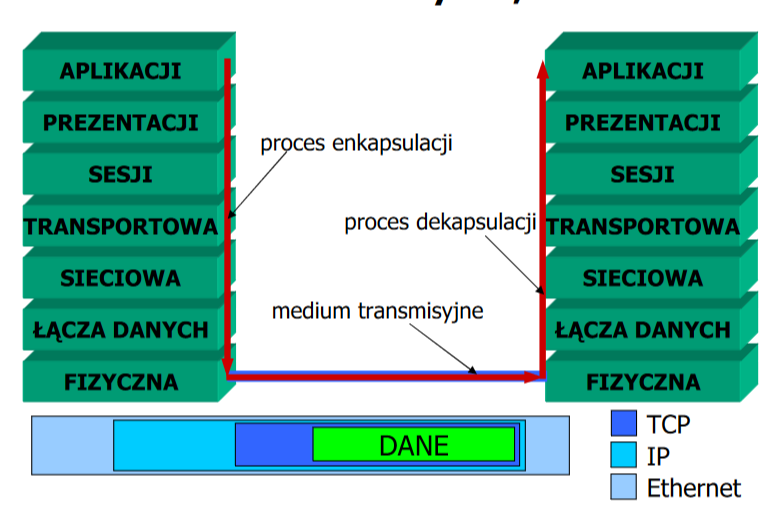 APLIKACJI
PREZENTACJI
SESJI
TRANSPORTOWA
SIECIOWA
ŁĄCZA DANYCH
FIZYCZNA
proces enkapsulacji
proces dekapsulacji
medium transmisyjne
APLIKACJI
PREZENTACJI
SESJI
TRANSPORTOWA
SIECIOWA
ŁĄCZA DANYCH
FIZYCZNA
DANE
TCP
IP
Ethernet